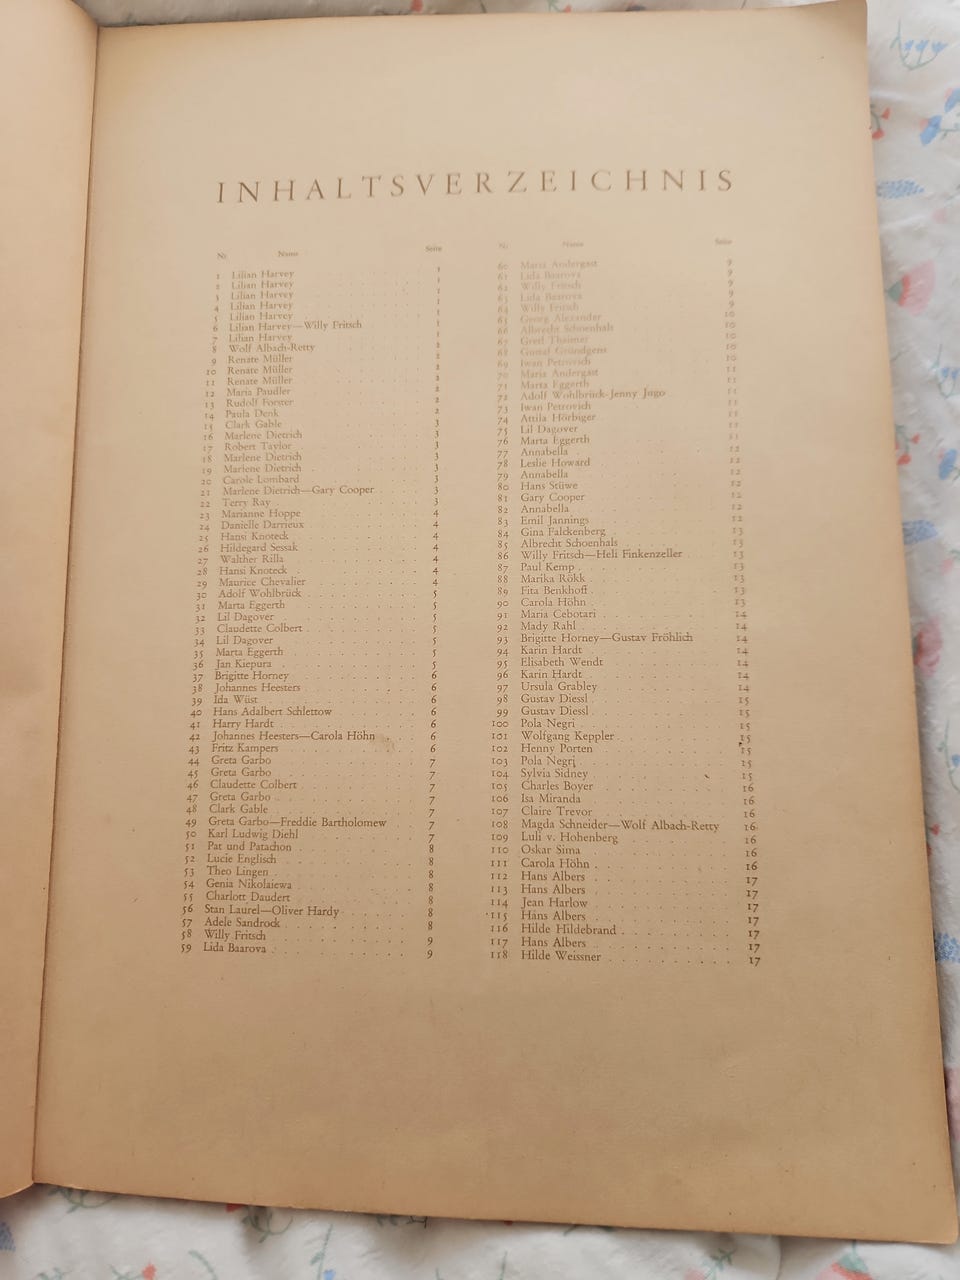 INHALTSVERZEICHNIS
Nr. Name Seite
1 Lilian Harvey 1
2 Lilian Harvey 1
3 Lilian Harvey 1
4 Lilian Harvey 1
5 Lilian Harvey 1
6 Lilian Harvey—Willy Fritsch 1
7 Lilian Harvey 1
8 Wolf Albach-Retty 2
9 Renate Müller 2
10 Renate Müller 2
11 Renate Müller 2
12 Maria Paudler 2
13 Rudolf Forster 2
14 Paula Denk 2
15 Clark Gable 3
16 Marlene Dietrich 3
17 Robert Taylor 3
18 Marlene Dietrich 3
19 Marlene Dietrich 3
20 Carole Lombard 3
21 Marlene Dietrich—Gary Cooper 3
22 Terry Ray 3
23 Marianne Hoppe 4
24 Danielle Darrieux 4
25 Hansi Knoteck 4
26 Hildegard Sessak 4
27 Walther Rilla 4
28 Hansi Knoteck 4
29 Maurice Chevalier 4
30 Adolf Wohlbrück 5
31 Marta Eggerth 5
32 Lil Dagover 5
33 Claudette Colbert 5
34 Lil Dagover 5
35 Marta Eggerth 5
36 Jan Kiepura 5
37 Brigitte Horney 6
38 Johannes Heesters 6
39 Ida Wüst 6
40 Hans Adalbert Schlettow 6
41 Harry Hardt 6
42 Johannes Heesters—Carola Höhn 6
43 Fritz Kampers 6
44 Greta Garbo 7
45 Greta Garbo 7
46 Claudette Colbert 7
47 Greta Garbo 7
48 Clark Gable 7
49 Greta Garbo—Freddie Bartholomew 7
50 Karl Ludwig Diehl 7
51 Pat und Patachon 8
52 Lucie Englisch 8
53 Theo Lingen 8
54 Genia Nikolaiewa 8
55 Charlott Daudert 8
56 Stan Laurel—Oliver Hardy 8
57 Adele Sandrock 8
58 Willy Fritsch 9
59 Lida Baarova 9
Nr. Name Seite
60 Maria Andergast 9
61 Lida Baarova 9
62 Willy Fritsch 9
63 Lida Baarova 9
64 Willy Fritsch 9
65 Georg Alexander 10
66 Albrecht Schoenhals 10
67 Gretl Theimer 10
68 Gustaf Gründgens 10
69 Iwan Petrovich 10
70 Maria Andergast 11
71 Marta Eggerth 11
72 Adolf Wohlbrück-Jenny Jugo 11
73 Iwan Petrovich 11
74 Attila Hörbiger 11
75 Lil Dagover 11
76 Marta Eggerth 11
77 Annabella 12
78 Leslie Howard 12
79 Annabella 12
80 Hans Stüwe 12
81 Gary Cooper 12
82 Annabella 12
83 Emil Jannings 12
84 Gina Falckenberg 13
85 Albrecht Schoenhals 13
86 Willy Fritsch—Heli Finkenzeller 13
87 Paul Kemp 13
88 Marika Rökk 13
89 Fita Benkhoff 13
90 Carola Höhn 13
91 Maria Cebotari 14
92 Mady Rahl 14
93 Brigitte Horney—Gustav Fröhlich 14
94 Karin Hardt 14
95 Elisabeth Wendt 14
96 Karin Hardt 14
97 Ursula Grabley 14
98 Gustav Diessl 15
99 Gustav Diessl 15
100 Pola Negri 15
101 Wolfgang Keppler 15
102 Henny Porten 15
103 Pola Negri 15
104 Sylvia Sidney 15
105 Charles Boyer 16
106 Isa Miranda 16
107 Claire Trevor 16
108 Magda Schneider—Wolf Albach-Retty 16
109 Luli v. Hohenberg 16
110 Oskar Sima 16
111 Carola Höhn 16
112 Hans Albers 17
113 Hans Albers 17
114 Jean Harlow 17
115 Hans Albers 17
116 Hilde Hildebrand 17
117 Hans Albers 17
118 Hilde Weissner 17